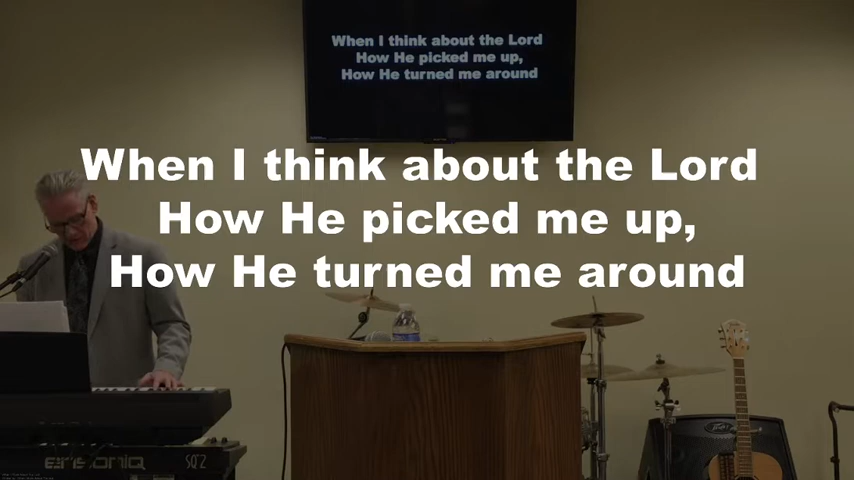 When I think about the Lord
How He picked me up,
How He turned me around
When I think about the Lord
How He picked me up,
How He turned me around
ensoniq SQ2
PEAVEY